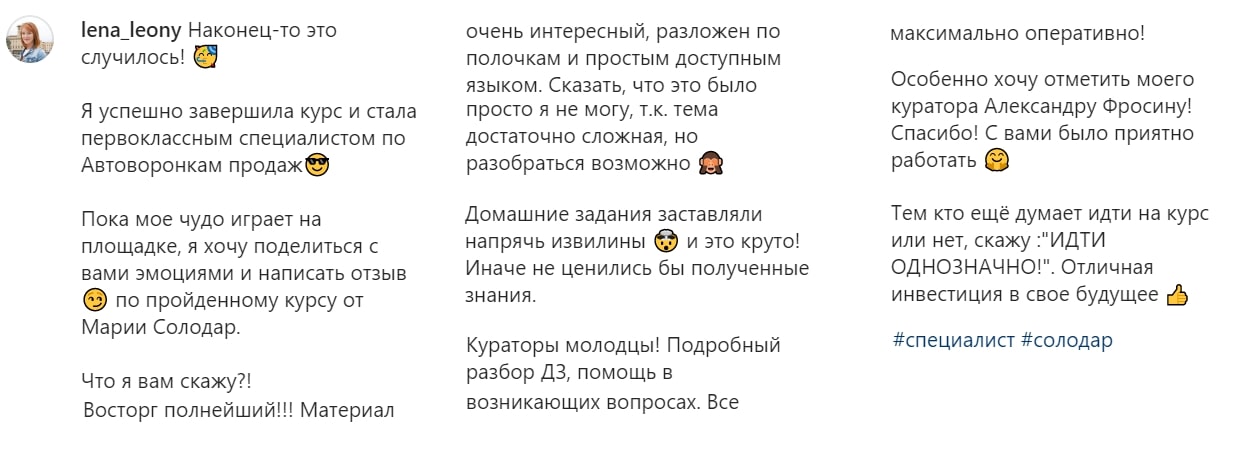 lena_leony Наконец-то это
случилось! 🥳
Я успешно завершила курс и стала
первоклассным специалистом по
Автоворонкам продаж😎
Пока мое чудо играет на
площадке, я хочу поделиться с
вами эмоциями и написать отзыв
😏 по пройденному курсу от
Марии Солодар.
Что я вам скажу?!
Восторг полнейший!!! Материал
очень интересный, разложен по
полочкам и простым доступным
языком. Сказать, что это было
просто я не могу, т.к. тема
достаточно сложная, но
разобраться возможно 🙈
Домашние задания заставляли
напрячь извилины 🤯 и это круто!
Иначе не ценились бы полученные
знания.
Кураторы молодцы! Подробный
разбор ДЗ, помощь в
возникающих вопросах. Все
максимально оперативно!
Особенно хочу отметить моего
куратора Александру Фросину!
Спасибо! С вами было приятно
работать 🤗
Тем кто ещё думает идти на курс
или нет, скажу :"ИДТИ
ОДНОЗНАЧНО!". Отличная
инвестиция в свое будущее 👍
#специалист #солодар